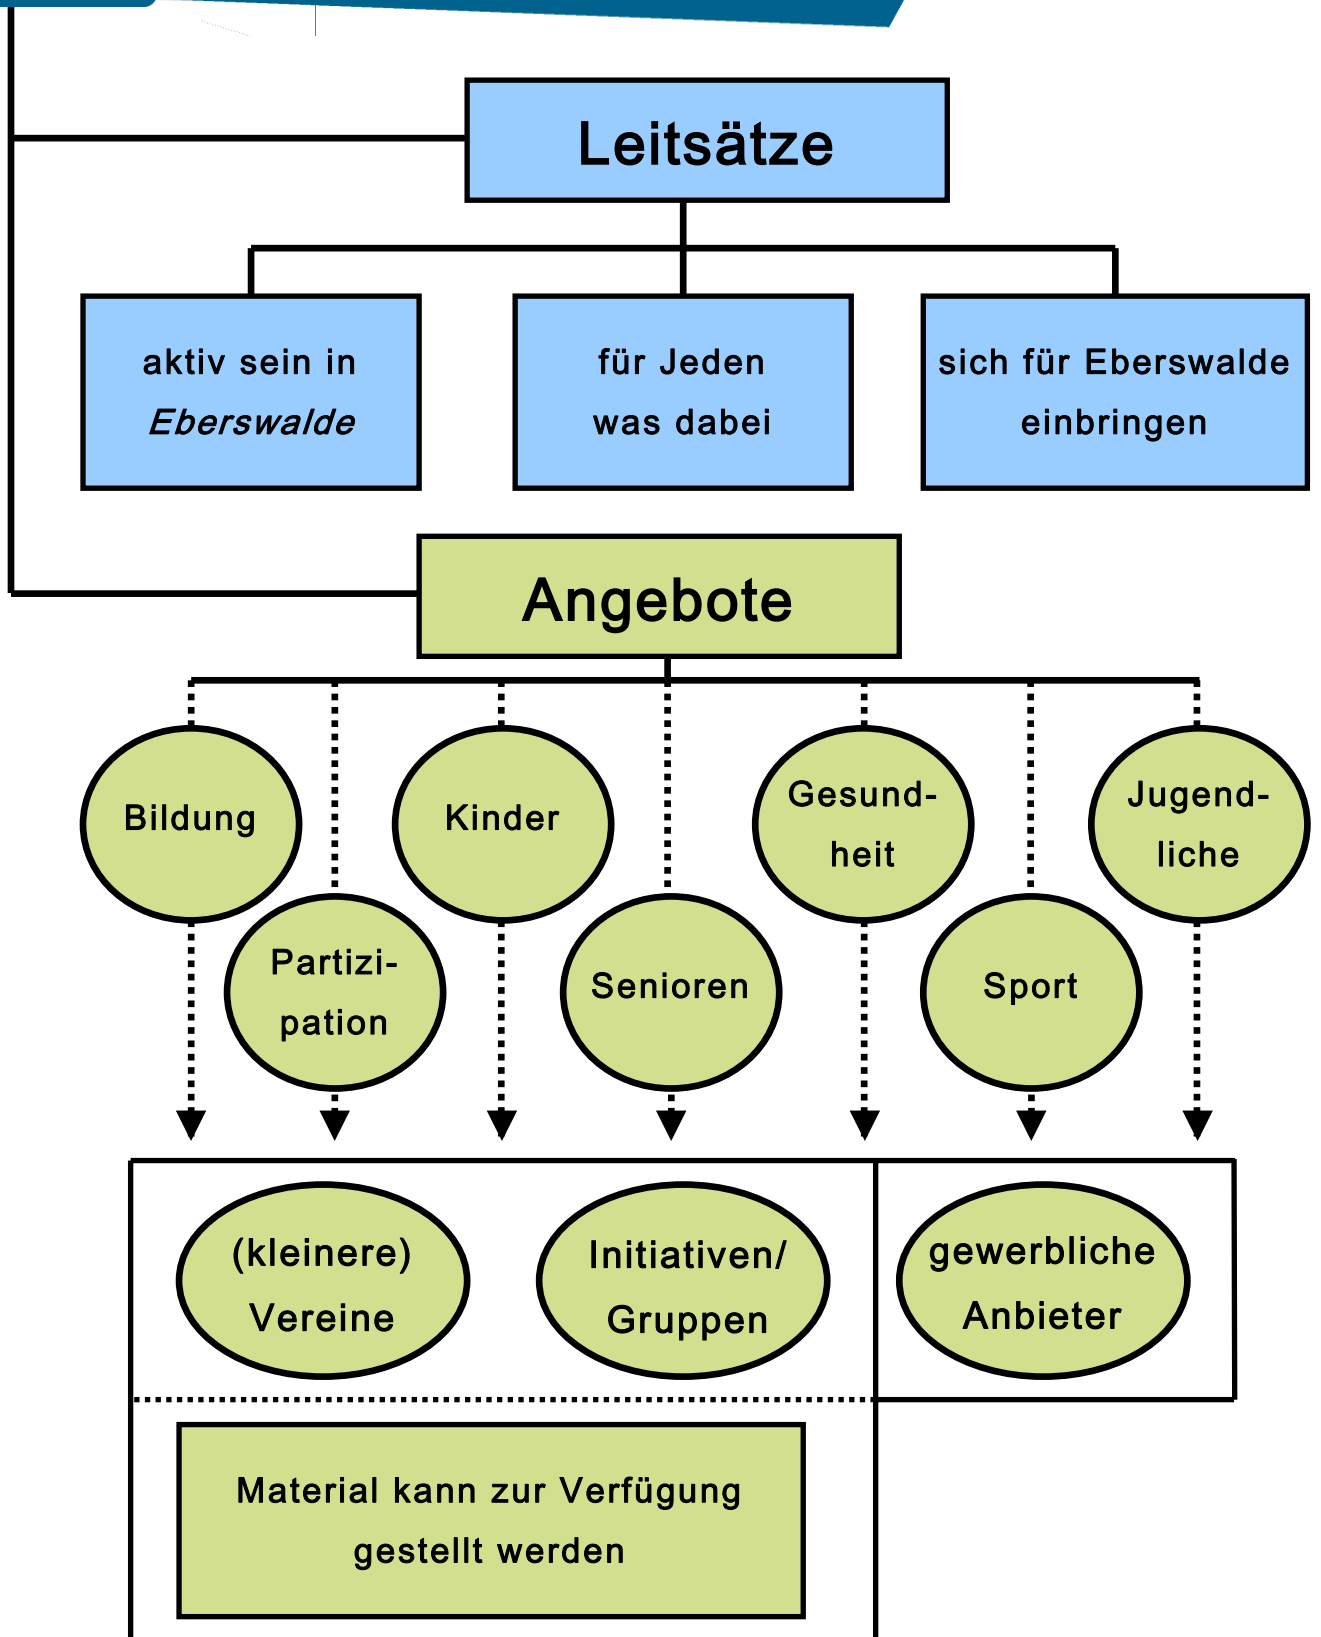 Leitsätze
aktiv sein in
Eberswalde
für Jeden
was dabei
sich für Eberswalde
einbringen
Angebote
Bildung
Kinder
Gesund-
heit
Jugend-
liche
Partizi-
pation
Senioren
Sport
(kleinere)
Vereine
Initiativen/
Gruppen
gewerbliche
Anbieter
Material kann zur Verfügung
gestellt werden